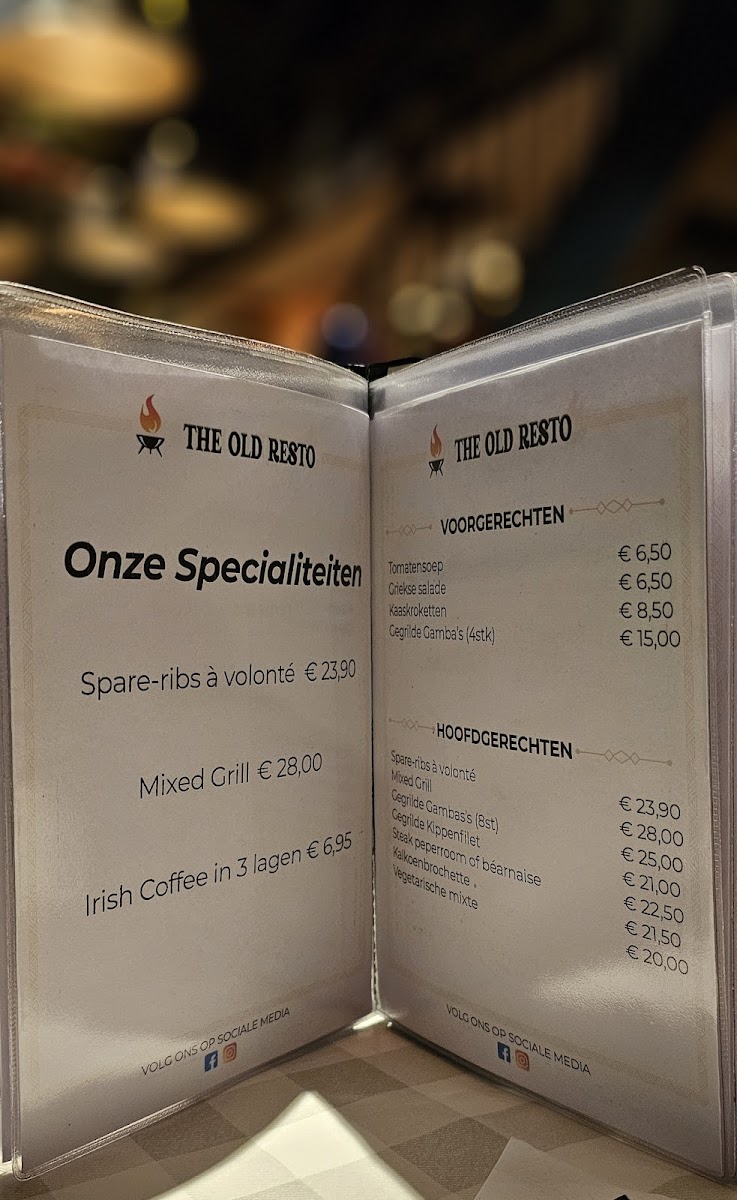 THE OLD RESTO
Onze Specialiteiten
Spare-ribs à volonté € 23,90
Mixed Grill € 28,00
Irish Coffee in 3 lagen € 6,95
VOLG ONS OP SOCIALE MEDIA
THE OLD RESTO
VOORGERECHTEN
Tomatensoep € 6,50
Griekse salade € 6,50
Kaaskroketten € 8,50
Gegrilde Gamba's (4stk) € 15,00
HOOFDGERECHTEN
Spare-ribs à volonté € 23,90
Mixed Grill € 28,00
Gegrilde Gambas's (8st) € 25,00
Gegrilde Kippenfilet € 21,00
Steak peperroom of béarnaise € 22,50
Kalkoenbrochette € 21,50
Vegetarische mixte € 20,00
VOLG ONS OP SOCIALE MEDIA